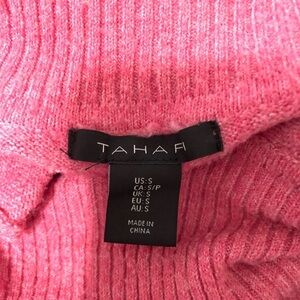 TAHARI
US:S
CA:S/P
UK:S
EU:S
AU:S
MADE IN
CHINA